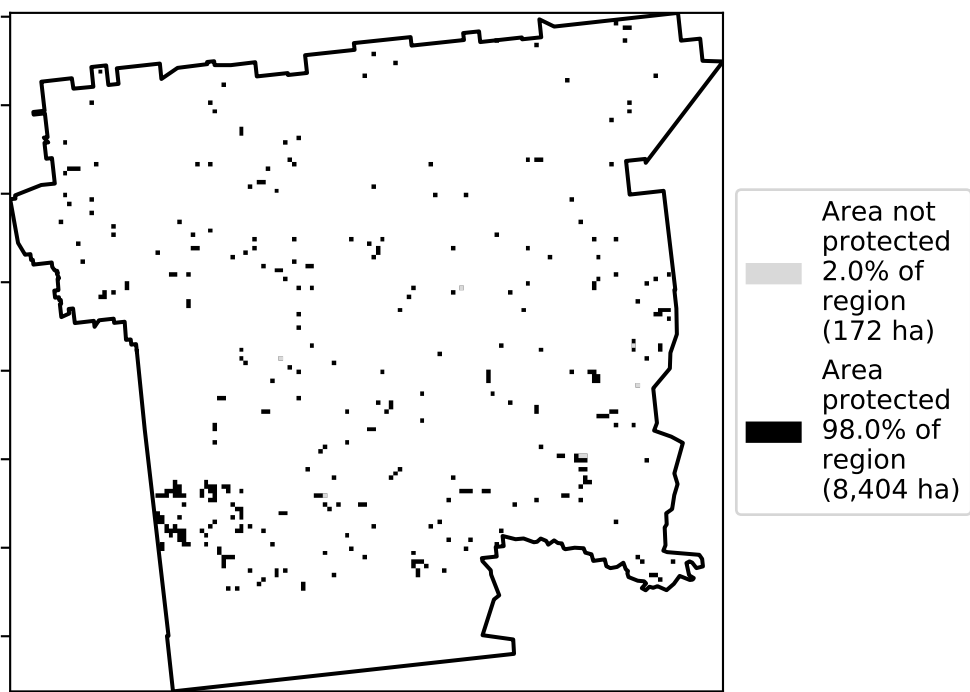 Area not
protected
2.0% of
region
(172 ha)
Area
protected
98.0% of
region
(8,404 ha)